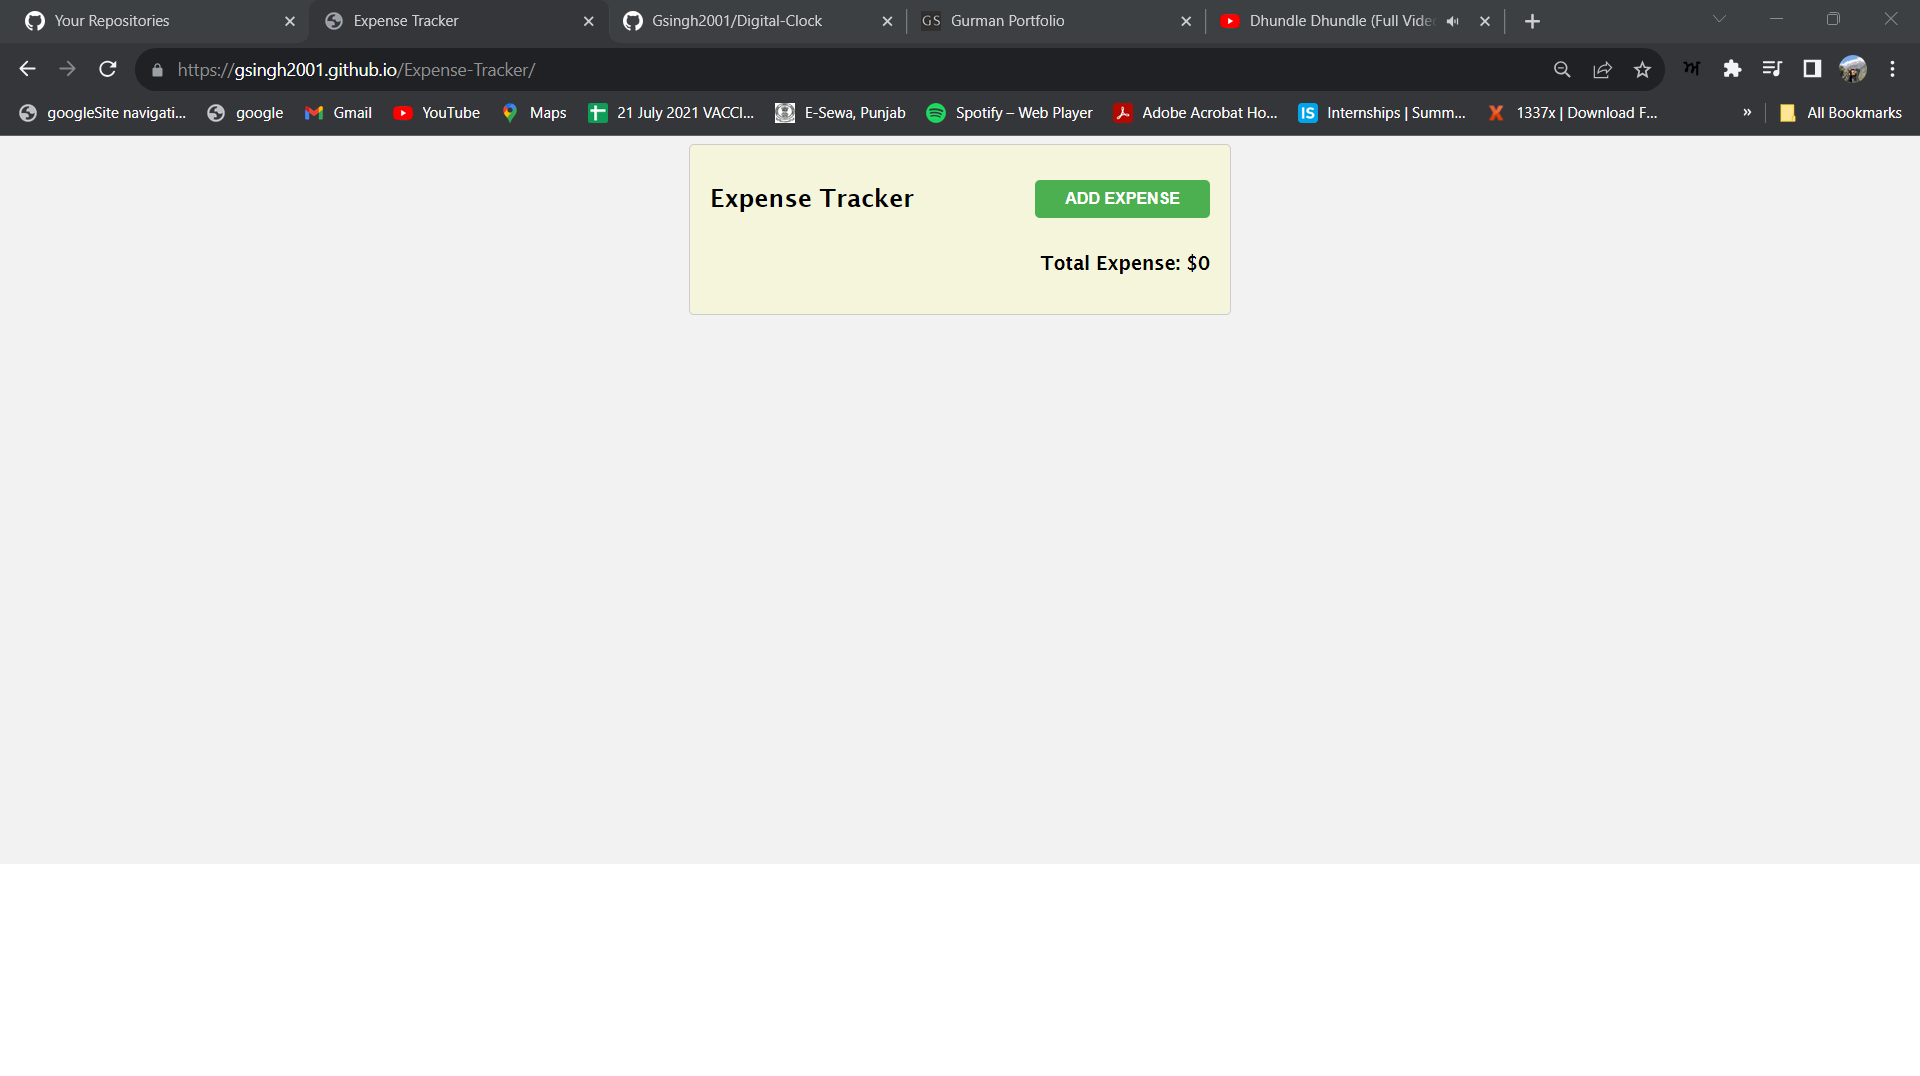 Your Repositories
Expense Tracker
Gsingh2001/Digital-Clock
GS Gurman Portfolio
Dhundle Dhundle (Full Vide
https://gsingh2001.github.io/Expense-Tracker/
googlesite navigati...
google
Gmail
YouTube
Maps
21 July 2021 VACCI...
E-Sewa, Punjab
Spotify – Web Player
Adobe Acrobat Ho...
IS Internships | Summ...
1337x | Download F...
»
All Bookmarks
Expense Tracker
ADD EXPENSE
Total Expense: $0